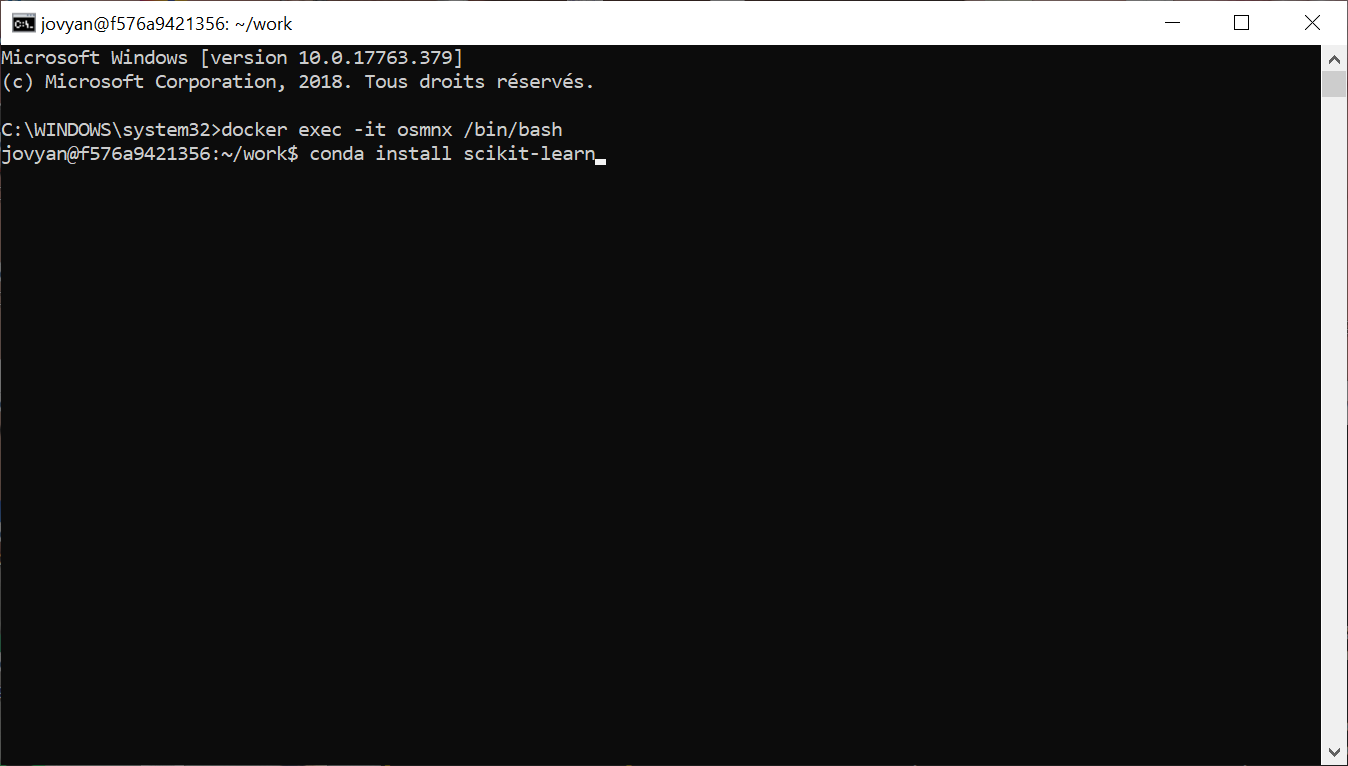 jovyan@f576a9421356: ~/work
Microsoft Windows [version 10.0.17763.379]
(c) Microsoft Corporation, 2018. Tous droits réservés.
C:\WINDOWS\system32>docker exec -it osmnx /bin/bash
jovyan@f576a9421356:~/work$ conda install scikit-learn